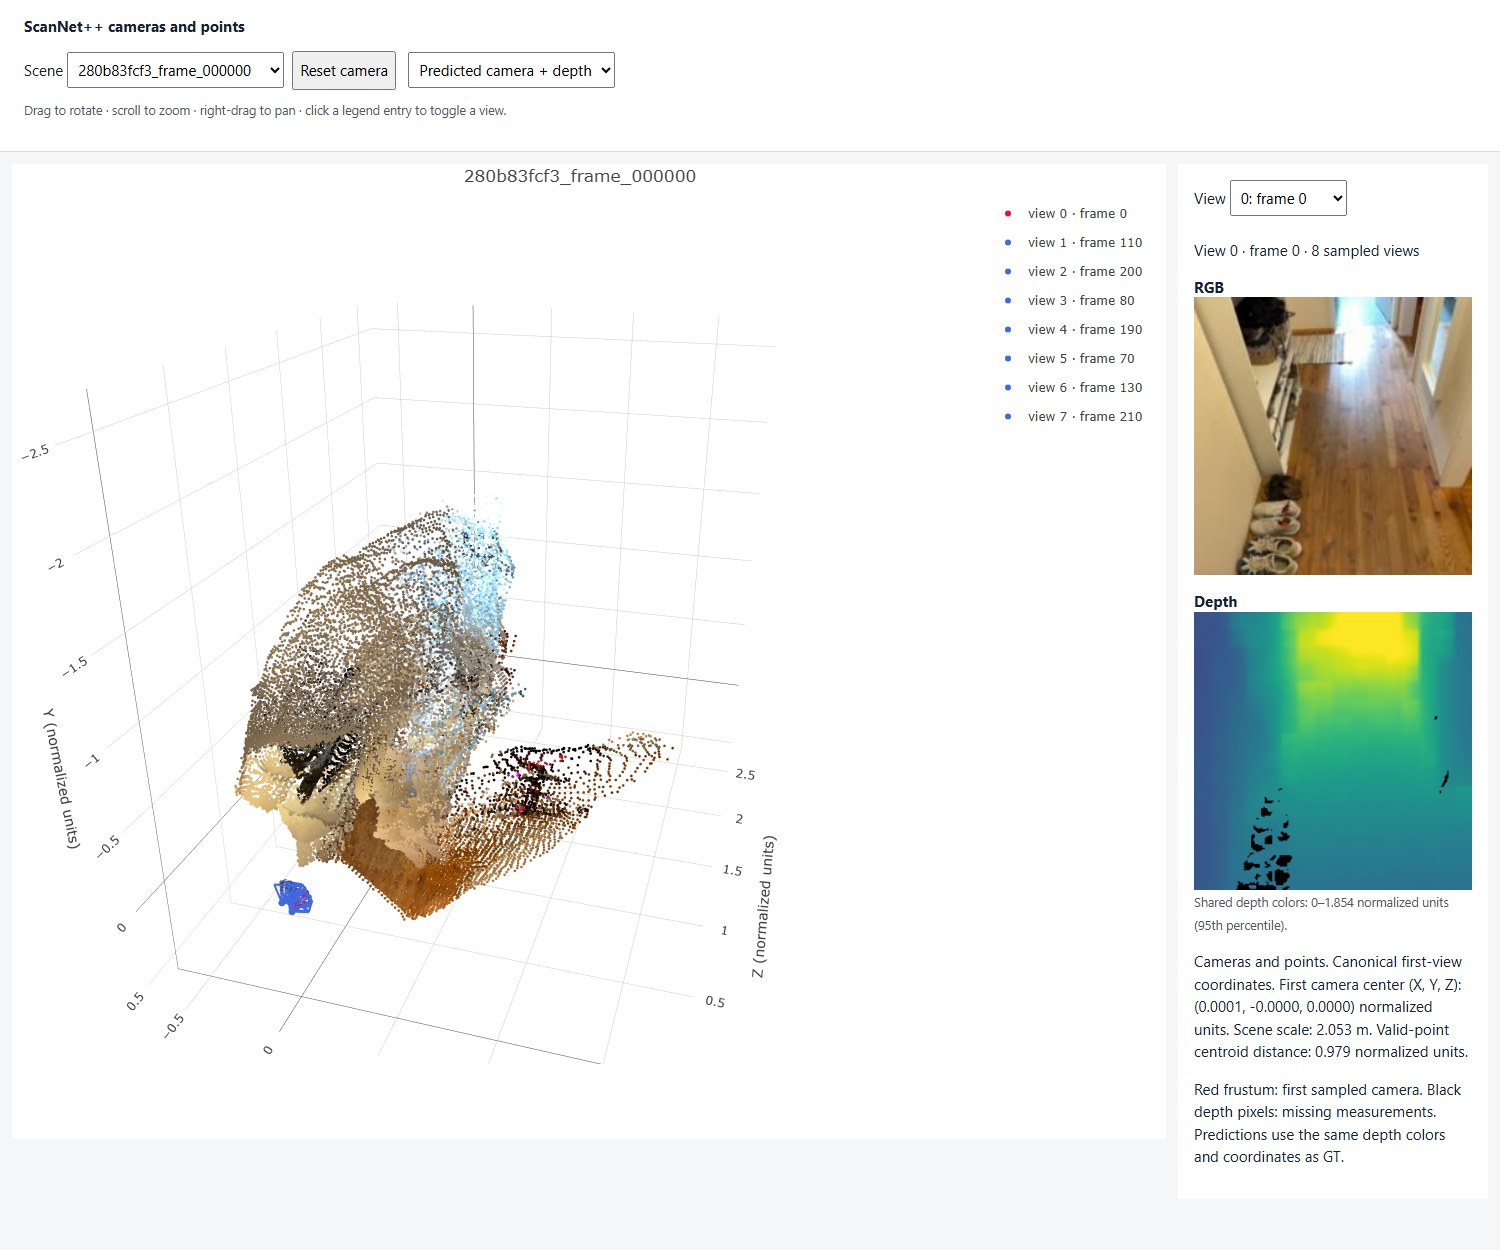 ScanNet++ cameras and points
Scene 280b83fcf3_frame_000000 Reset camera Predicted camera + depth
Drag to rotate · scroll to zoom · right-drag to pan · click a legend entry to toggle a view.
280b83fcf3_frame_000000
view 0 · frame 0
view 1 · frame 110
view 2 · frame 200
view 3 · frame 80
view 4 · frame 190
view 5 · frame 70
view 6 · frame 130
view 7 · frame 210
−2.5
−2
−1.5
−1
−0.5
0
Y (normalized units)
0.5
−0.5
0
2.5
2
1.5
1
0.5
Z (normalized units)
View 0: frame 0
View 0 · frame 0 · 8 sampled views
RGB
Depth
Shared depth colors: 0–1.854 normalized units
(95th percentile).
Cameras and points. Canonical first-view
coordinates. First camera center (X, Y, Z):
(0.0001, -0.0000, 0.0000) normalized
units. Scene scale: 2.053 m. Valid-point
centroid distance: 0.979 normalized units.
Red frustum: first sampled camera. Black
depth pixels: missing measurements.
Predictions use the same depth colors
and coordinates as GT.